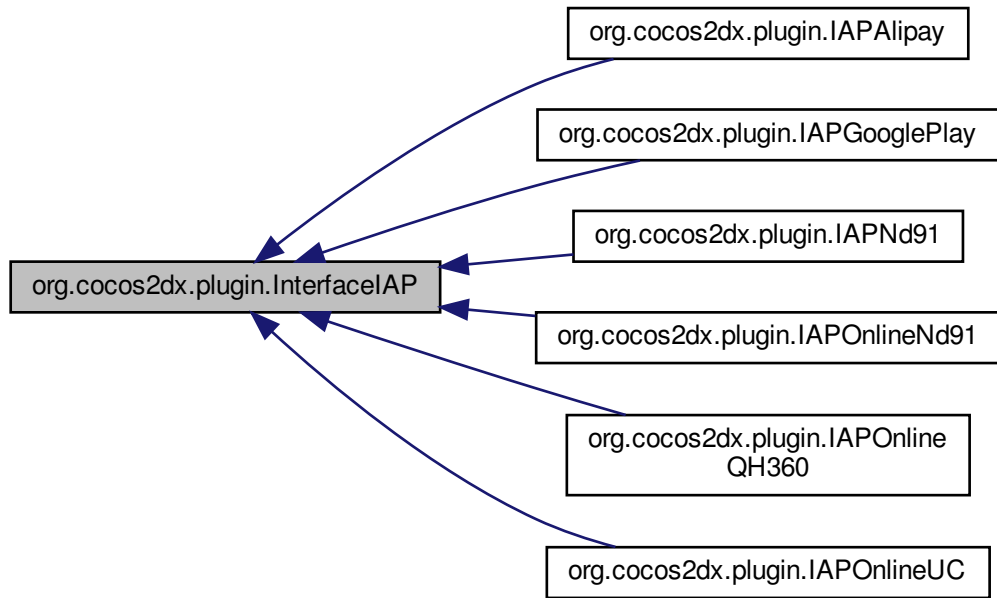 org.cocos2dx.plugin.IAPAlipay
org.cocos2dx.plugin.IAPGooglePlay
org.cocos2dx.plugin.IAPNd91
org.cocos2dx.plugin.InterfaceIAP
org.cocos2dx.plugin.IAPOnlineNd91
org.cocos2dx.plugin.IAPOnline
QH360
org.cocos2dx.plugin.IAPOnlineUC